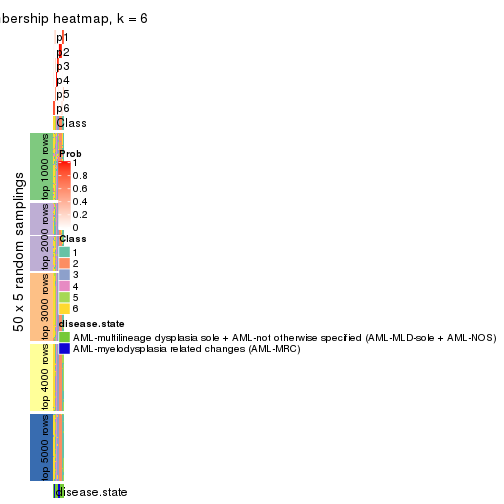 bership heatmap, k = 6
p1
p2
p3
p4
p5
p6
Class
50 x 5 random samplings
top 1000 rows
top 2000 rows
top 3000 rows
top 4000 rows
top 5000 rows
Prob
1
0.8
0.6
0.4
0.2
0
Class
1
2
3
4
5
6
disease.state
AML-multilineage dysplasia sole + AML-not otherwise specified (AML-MLD-sole + AML-NOS)
AML-myelodysplasia related changes (AML-MRC)
disease.state